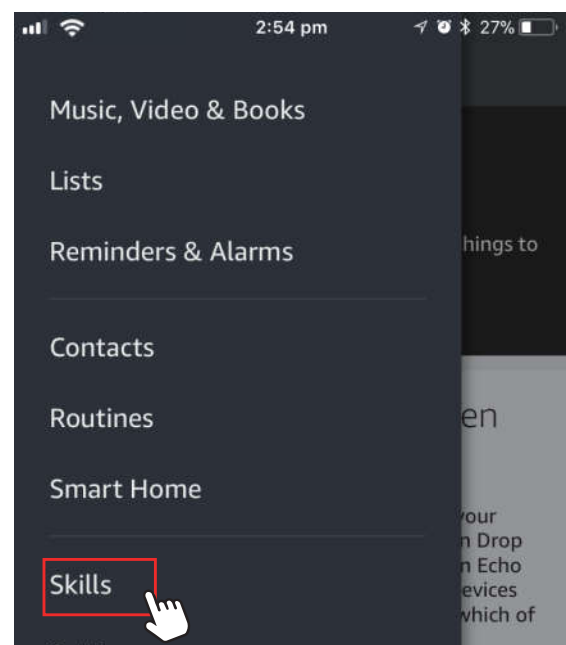 2:54 pm 27%
Music, Video & Books
Lists
Reminders & Alarms
hings to
Contacts
Routines
en
Smart Home
your
n Drop
n Echo
Skills
evices
which of